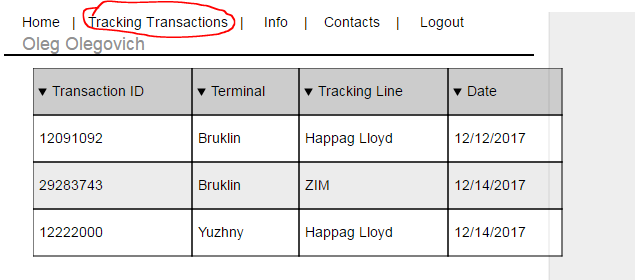 Home | Tracking Transactions | Info | Contacts | Logout
Oleg Olegovich
▼ Transaction ID ▼ Terminal ▼ Tracking Line ▼ Date
12091092 Bruklin Happag Lloyd 12/12/2017
29283743 Bruklin ZIM 12/14/2017
12222000 Yuzhny Happag Lloyd 12/14/2017